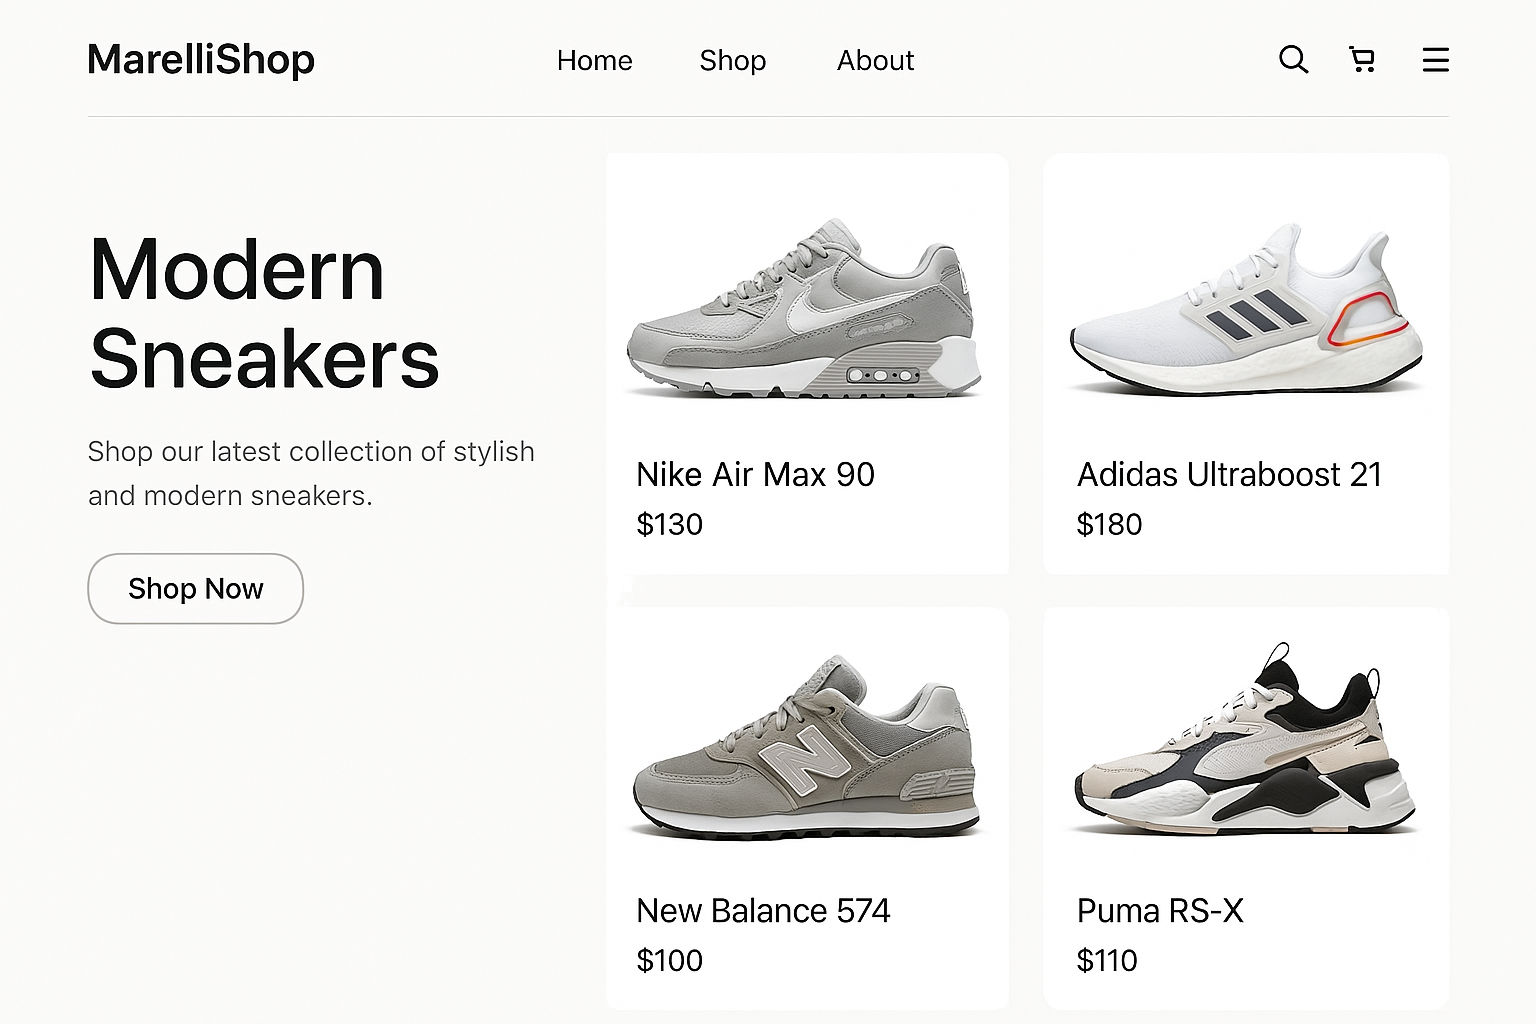 MarelliShop
Home
Shop
About
Modern
Sneakers
Shop our latest collection of stylish
and modern sneakers.
Shop Now
Nike Air Max 90
$130
Adidas Ultraboost 21
$180
N
New Balance 574
$100
Puma RS-X
$110